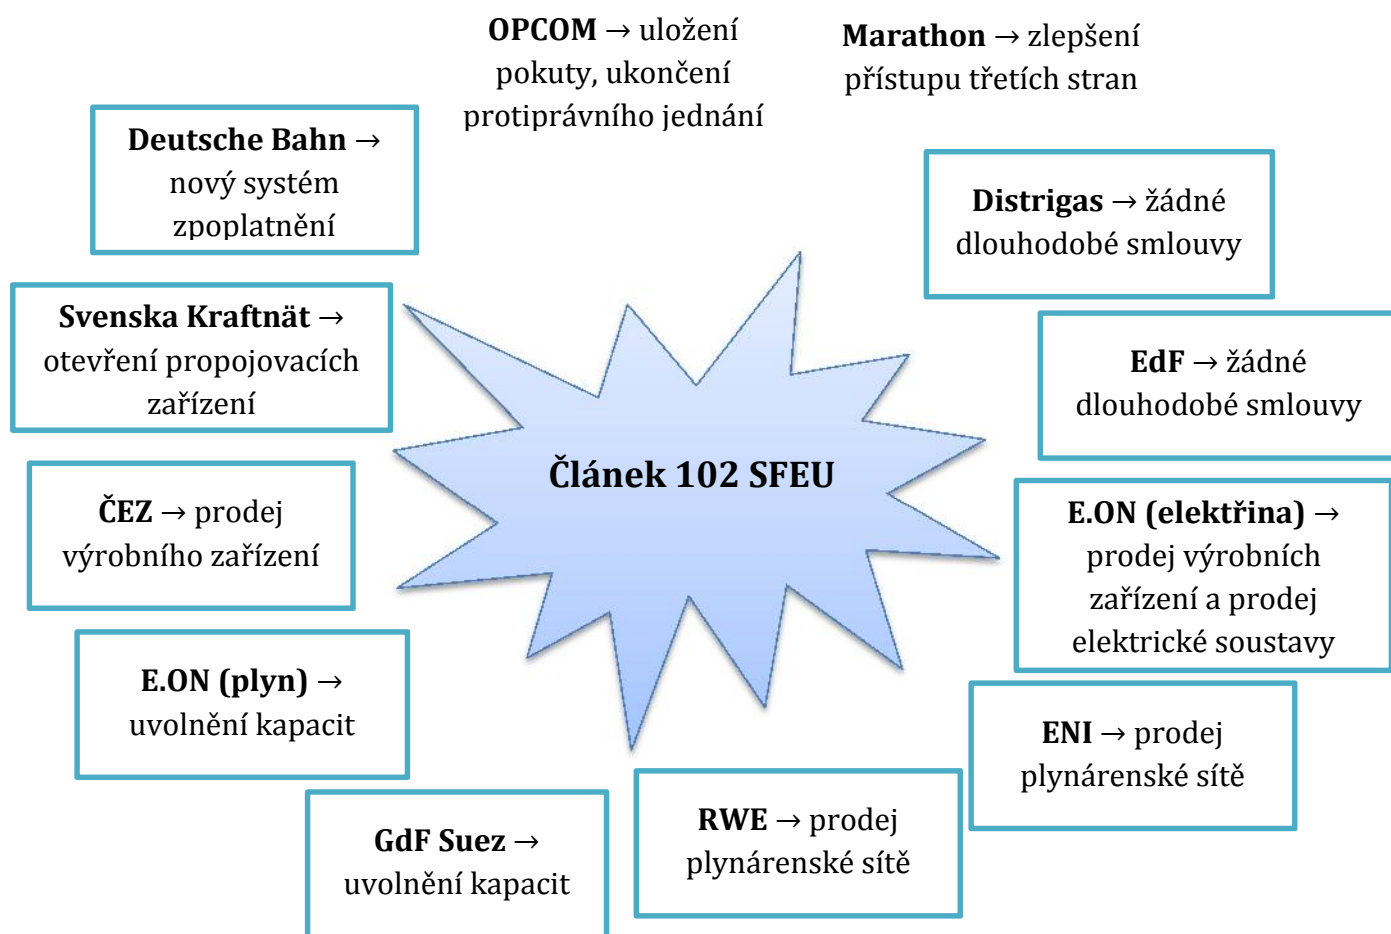 OPCOM → uložení
pokuty, ukončení
protiprávního jednání
Marathon → zlepšení
přístupu třetích stran
Deutsche Bahn →
nový systém
zpoplatnění
Distrigas → žádné
dlouhodobé smlouvy
Svenska Kraftnät →
otevření propojovacích
zařízení
EdF → žádné
dlouhodobé smlouvy
Článek 102 SFEU
ČEZ → prodej
výrobního zařízení
E.ON (elektřina) →
prodej výrobních
zařízení a prodej
elektrické soustavy
E.ON (plyn) →
uvolnění kapacit
ENI → prodej
plynárenské sítě
GdF Suez →
uvolnění kapacit
RWE → prodej
plynárenské sítě